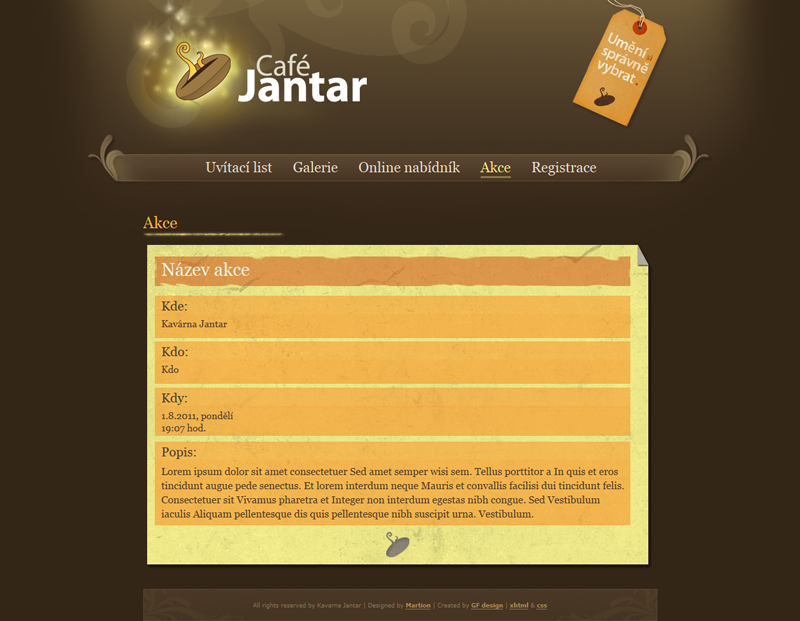 Café
Jantar
Umění si
správně
vybrat.
Uvítací list Galerie Online nabídník Akce Registrace
Akce
Název akce
Kde:
Kavárna Jantar
Kdo:
Kdo
Kdy:
1.8.2011, pondělí
19:07 hod.
Popis:
Lorem ipsum dolor sit amet consectetuer Sed amet semper wisi sem. Tellus porttitor a In quis et eros
tincidunt augue pede senectus. Et lorem interdum neque Mauris et convallis facilisi dui tincidunt felis.
Consectetuer sit Vivamus pharetra et Integer non interdum egestas nibh congue. Sed Vestibulum
iaculis Aliquam pellentesque dis quis pellentesque nibh suscipit urna. Vestibulum.
All rights reserved by Kavarna Jantar | Designed by Martion | Created by GF design | xhtml & css